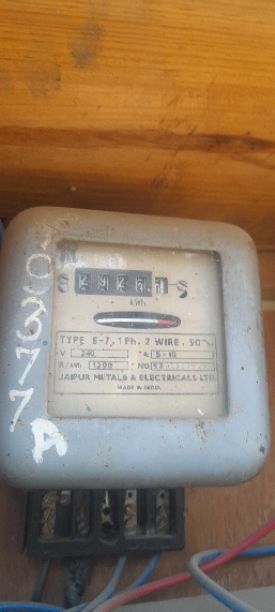 kWh
TYPE E-7, 1 Ph. 2 WIRE. 50~
V 240 A 5-10
R/kWh 1200 NO
JAIPUR METALS & ELECTRICALS LTD
MADE IN INDIA
0377A